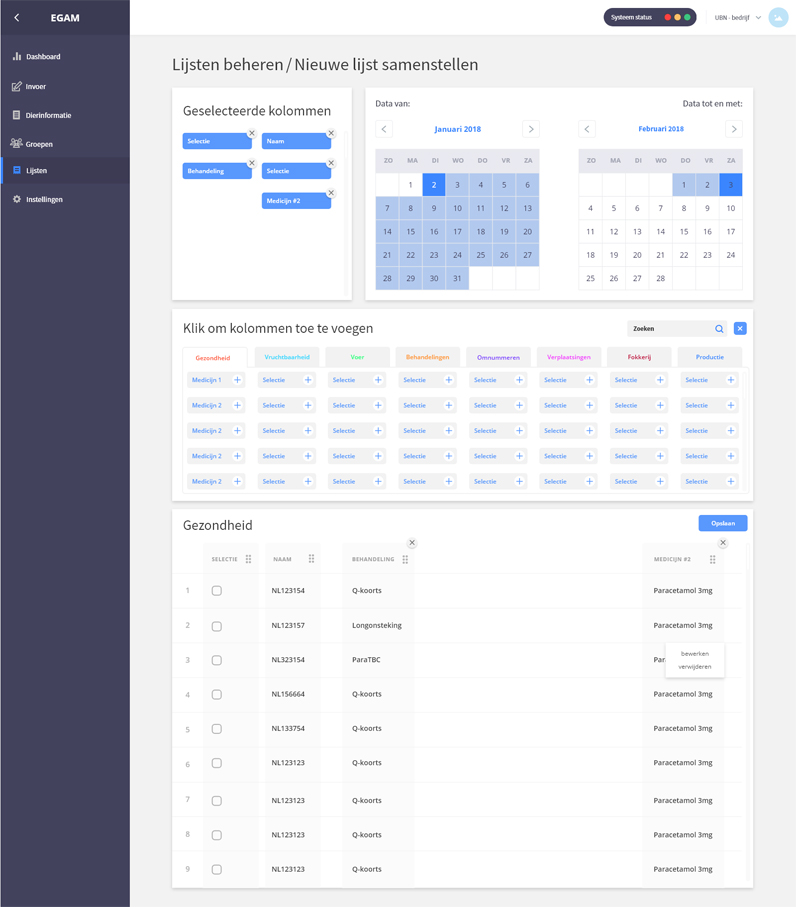 EGAM
Systeem status
UBN - bedrijf
Dashboard
Invoer
Dierinformatie
Groepen
Lijsten
Instellingen
Lijsten beheren / Nieuwe lijst samenstellen
Geselecteerde kolommen
Selectie Naam
Behandeling Selectie
Medicijn #2
Data van: Data tot en met:
Januari 2018 Februari 2018
ZO MA DI WO DO VR ZA ZO MA DI WO DO VR ZA
1 2 3 4 5 6 1 2 3
7 8 9 10 11 12 13 4 5 6 7 8 9 10
14 15 16 17 18 19 20 11 12 13 14 15 16 17
21 22 23 24 25 26 27 18 19 20 21 22 23 24
28 29 30 31 25 26 27 28
Klik om kolommen toe te voegen
Zoeken
Gezondheid Vruchtbaarheid Voer Behandelingen Omnummeren Verplaatsingen Fokkerij Productie
Medicijn 1 + Selectie + Selectie + Selectie + Selectie + Selectie + Selectie + Selectie +
Medicijn 2 + Selectie + Selectie + Selectie + Selectie + Selectie + Selectie + Selectie +
Medicijn 2 + Selectie + Selectie + Selectie + Selectie + Selectie + Selectie + Selectie +
Medicijn 2 + Selectie + Selectie + Selectie + Selectie + Selectie + Selectie + Selectie +
Medicijn 2 + Selectie + Selectie + Selectie + Selectie + Selectie + Selectie + Selectie +
Gezondheid
Opslaan
SELECTIE NAAM BEHANDELING MEDICIJN #2
1 NL123154 Q-koorts Paracetamol 3mg
2 NL123157 Longonsteking Paracetamol 3mg
3 NL323154 ParaTBC Par
bewerken
verwijderen
4 NL156664 Q-koorts Paracetamol 3mg
5 NL133754 Q-koorts Paracetamol 3mg
6 NL123123 Q-koorts Paracetamol 3mg
7 NL123123 Q-koorts Paracetamol 3mg
8 NL123123 Q-koorts Paracetamol 3mg
9 NL123123 Q-koorts Paracetamol 3mg